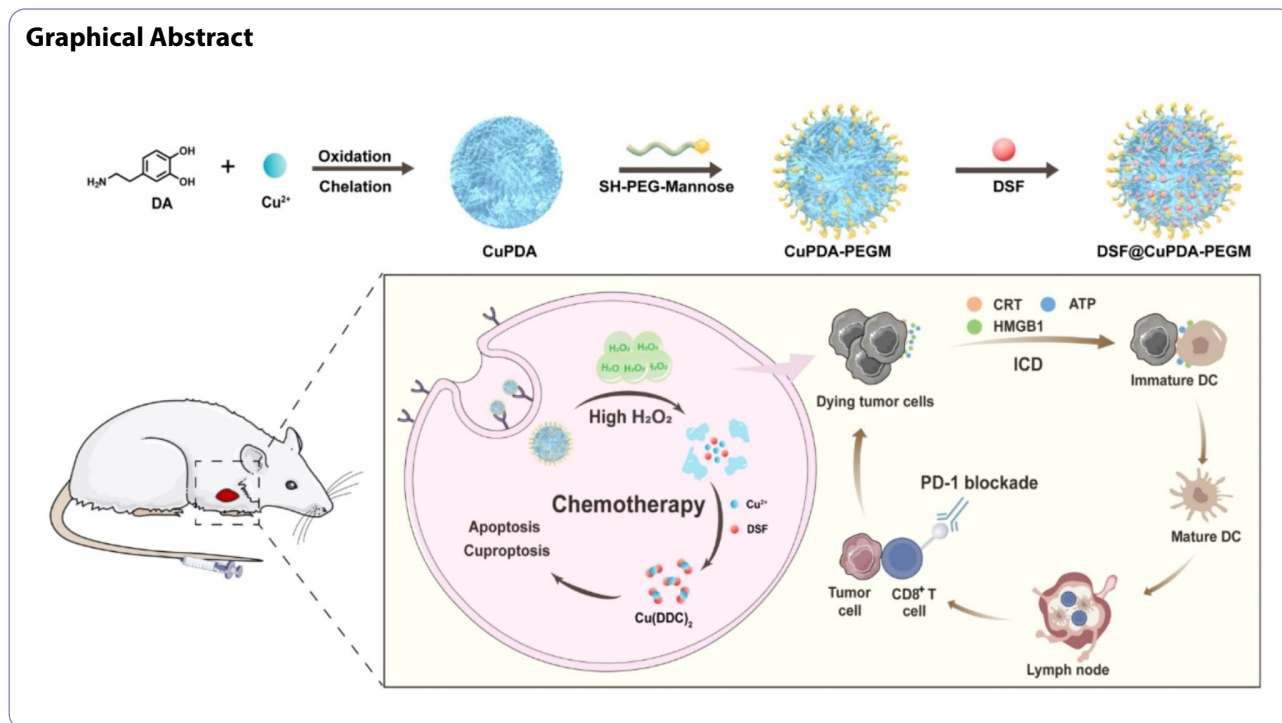 Graphical Abstract
H₂N
OH
OH
DA
+
Cu²⁺
Oxidation
Chelation
CuPDA
SH-PEG-Mannose
CuPDA-PEGM
DSF
DSF@CuPDA-PEGM
H₂O₂ H₂O₂
H₂O H₂O₂ H₂O₂
High H₂O₂
Chemotherapy
Cu²⁺
DSF
Apoptosis
Cuproptosis
Cu(DDC)₂
Dying tumor cells
CRT ATP
HMGB1
ICD
Immature DC
Mature DC
PD-1 blockade
Tumor
cell
CD8⁺ T
cell
Lymph node